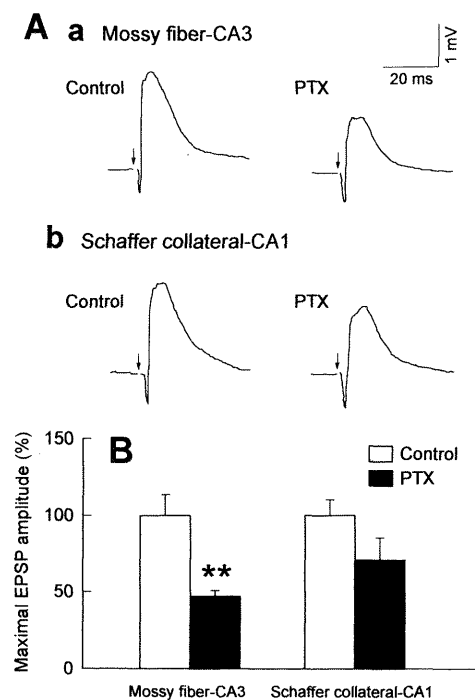 A a Mossy fiber-CA3
1 mV
20 ms
Control
PTX
b Schaffer collateral-CA1
Control
PTX
B
Maximal EPSP amplitude (%)
150
100
50
0
Control
PTX
**
Mossy fiber-CA3
Schaffer collateral-CA1